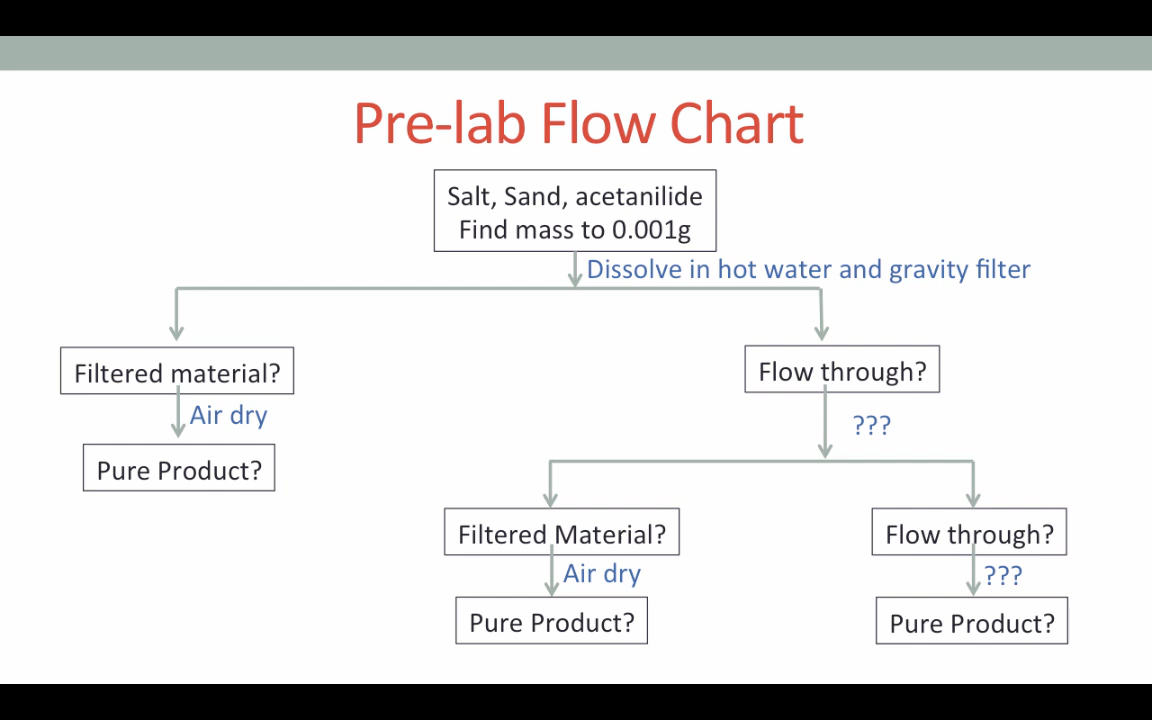 Pre-lab Flow Chart
Salt, Sand, acetanilide
Find mass to 0.001g
Dissolve in hot water and gravity filter
Filtered material?
Flow through?
Air dry
???
Pure Product?
Filtered Material?
Flow through?
Air dry
???
Pure Product?
Pure Product?